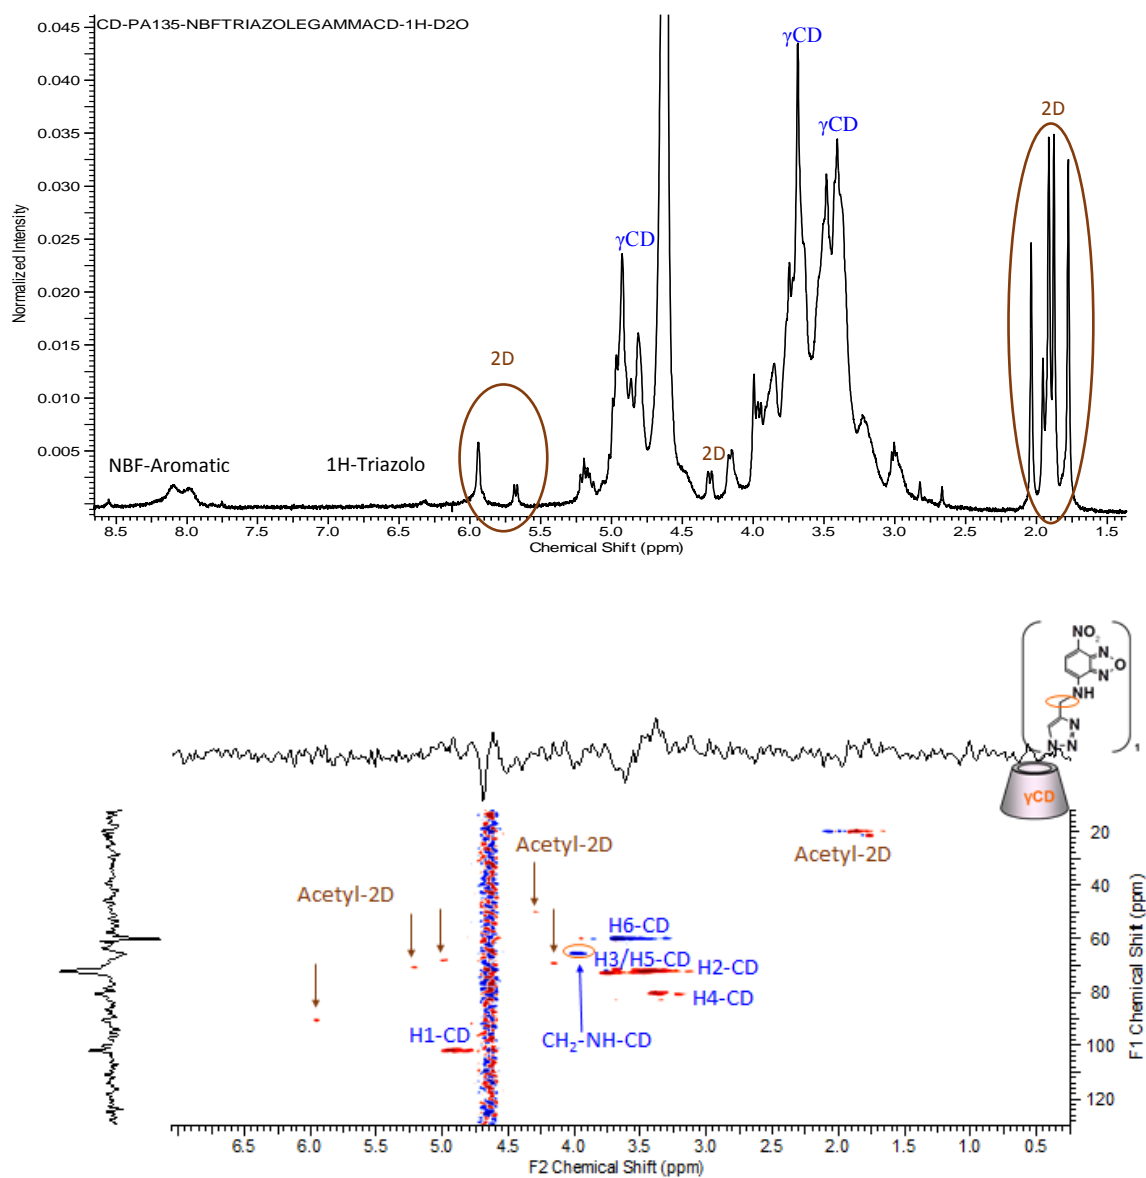 CD-PA135-NBFTRIAZOLEGAMMACD-1H-D2O
γCD
γCD
γCD
2D
2D
2D
NBF-Aromatic
1H-Triazolo
0.045
0.040
0.035
0.030
0.025
0.020
0.015
0.010
0.005
Normalized Intensity
8.5 8.0 7.5 7.0 6.5 6.0 5.5 5.0 4.5 4.0 3.5 3.0 2.5 2.0 1.5
Chemical Shift (ppm)
NO2
N
O
N
NH
N
N-N
1
γCD
Acetyl-2D
Acetyl-2D
Acetyl-2D
H6-CD
H3/H5-CD
H2-CD
H4-CD
H1-CD
CH2-NH-CD
20
40
60
80
100
120
F1 Chemical Shift (ppm)
6.5 6.0 5.5 5.0 4.5 4.0 3.5 3.0 2.5 2.0 1.5 1.0 0.5
F2 Chemical Shift (ppm)